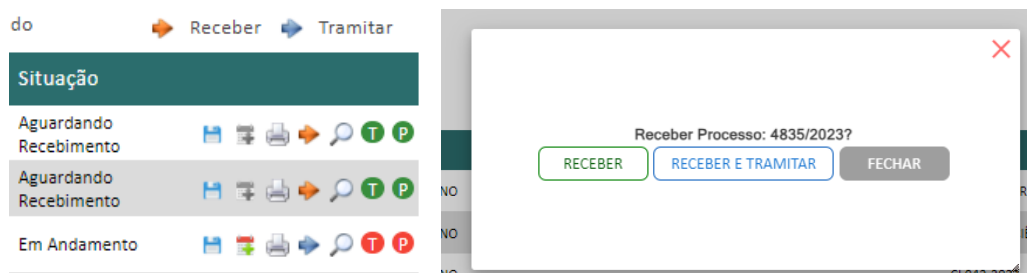 do Receber Tramitar
Situação
Aguardando
Recebimento
T P
Aguardando
Recebimento
T P
Em Andamento T P
Receber Processo: 4835/2023?
RECEBER RECEBER E TRAMITAR FECHAR
NO
NO